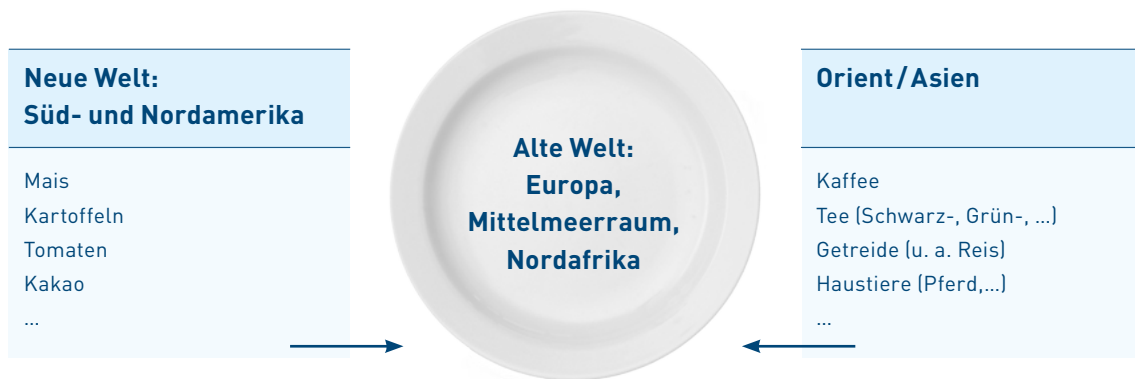 Neue Welt:
Süd- und Nordamerika
Mais
Kartoffeln
Tomaten
Kakao
...
Alte Welt:
Europa,
Mittelmeerraum,
Nordafrika
Orient/Asien
Kaffee
Tee (Schwarz-, Grün-, ...)
Getreide (u. a. Reis)
Haustiere (Pferd,...)
...